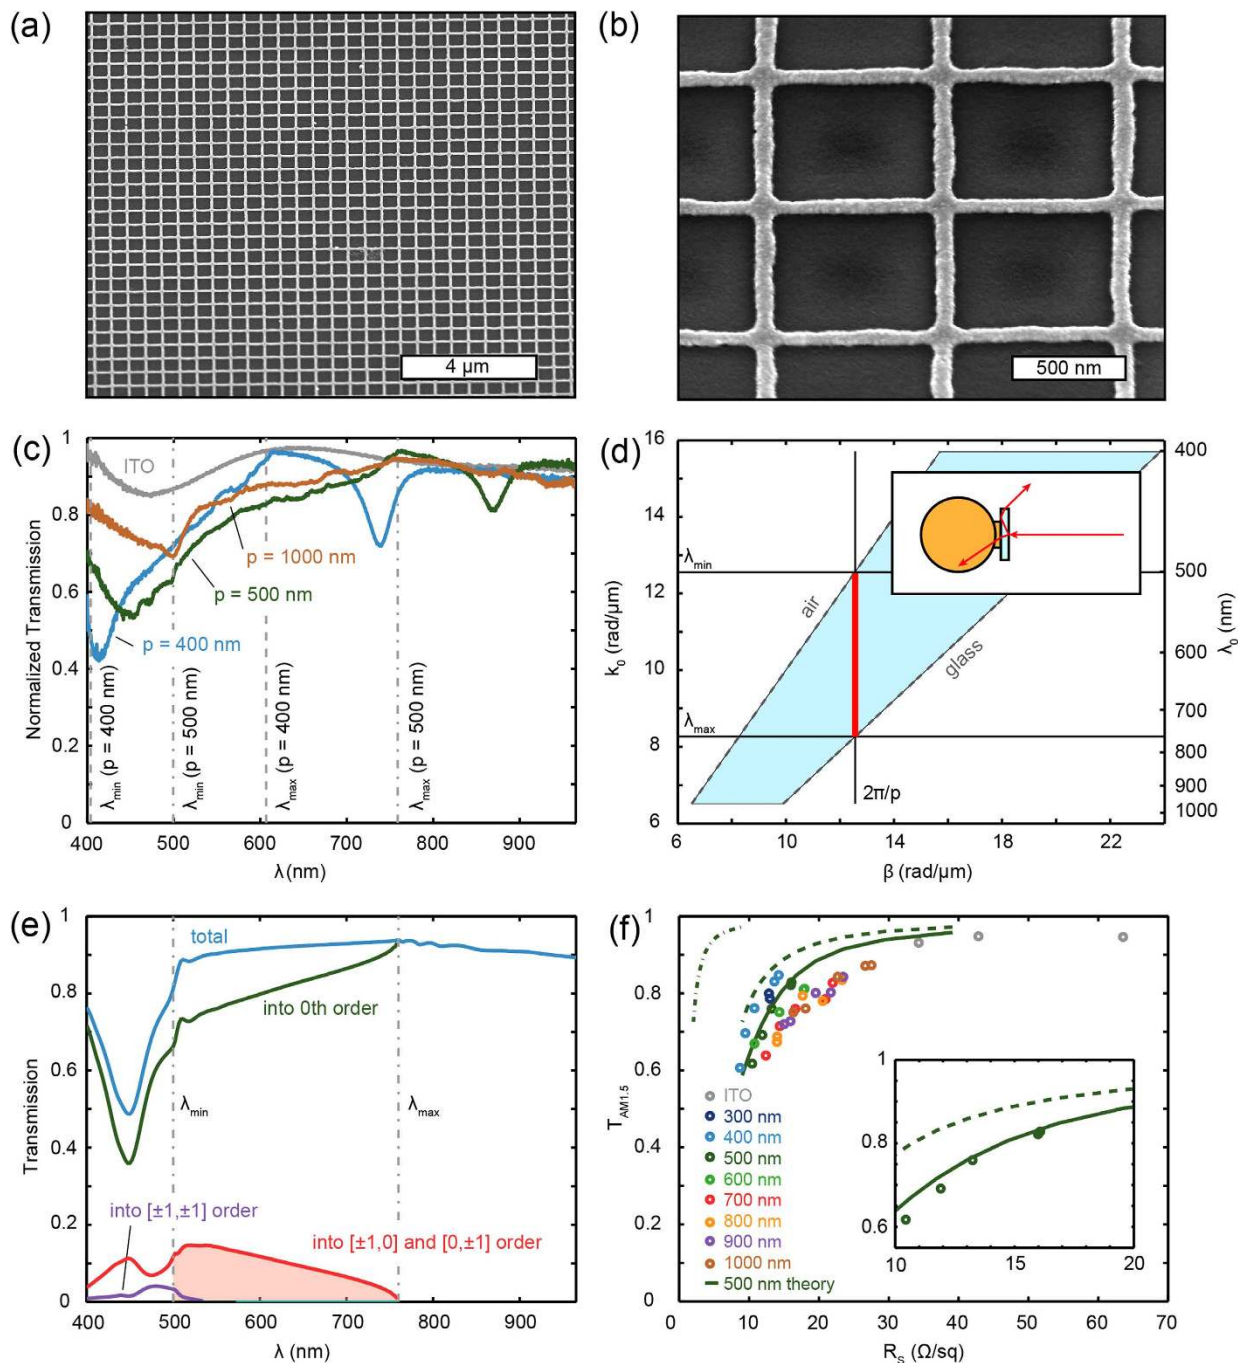 (a)
4 µm
(b)
500 nm
(c)
Normalized Transmission
1
0.8
0.6
0.4
0.2
0
ITO
p = 1000 nm
p = 500 nm
p = 400 nm
λmin (p = 400 nm)
λmin (p = 500 nm)
λmax (p = 400 nm)
λmax (p = 500 nm)
400 500 600 700 800 900
λ (nm)
(d)
k0 (rad/µm)
16
14
12
10
8
6
λmin
λmax
air
glass
2π/p
6 10 14 18 22
β (rad/µm)
400
500
600
700
800
900
1000
λ0 (nm)
(e)
Transmission
1
0.8
0.6
0.4
0.2
0
total
into 0th order
λmin
λmax
into [±1,±1] order
into [±1,0] and [0,±1] order
400 500 600 700 800 900
λ (nm)
(f)
TAM1.5
1
0.8
0.6
0.4
0.2
0
ITO
300 nm
400 nm
500 nm
600 nm
700 nm
800 nm
900 nm
1000 nm
500 nm theory
1
0.8
0.6
10 15 20
0 10 20 30 40 50 60 70
RS (Ω/sq)